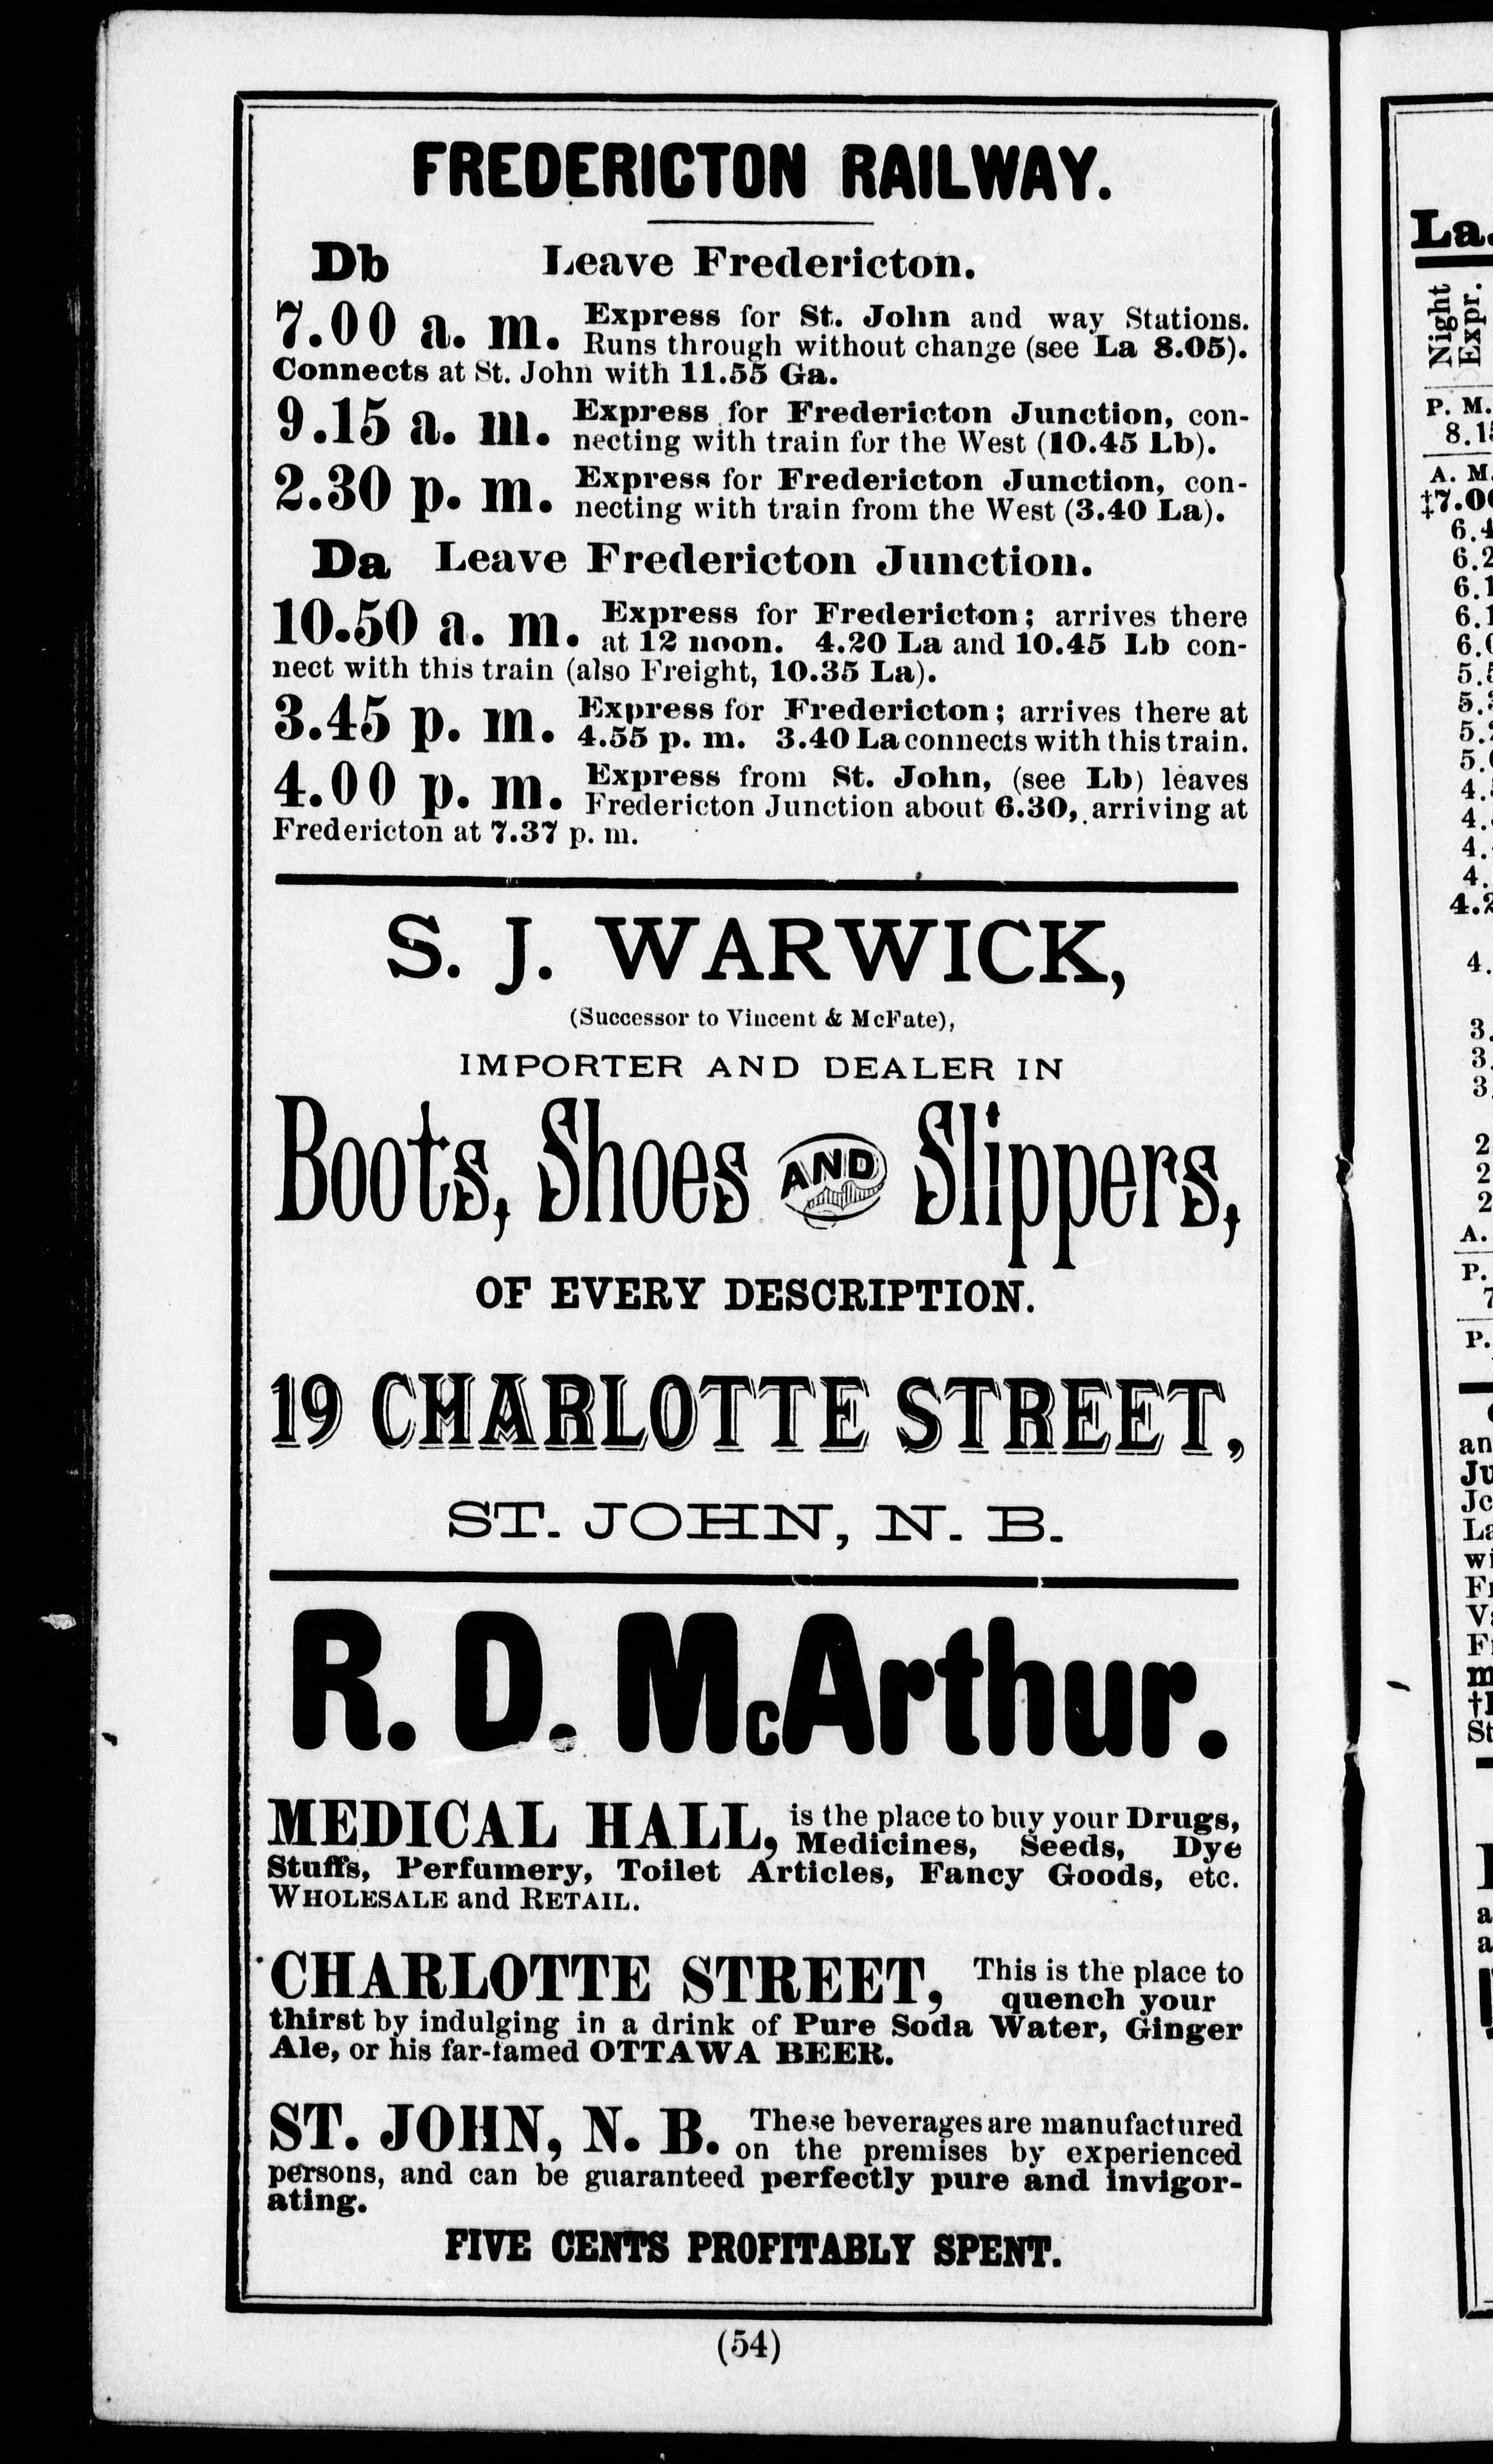 FREDERICTON RAILWAY.
Db Leave Fredericton.
7.00 a. m. Express for St. John and way Stations.
Runs through without change (see La 8.05).
Connects at St. John with 11.55 Ga.
9.15 a. m. Express for Fredericton Junction, con-
necting with train for the West (10.45 Lb).
2.30 p. m. Express for Fredericton Junction, con-
necting with train from the West (3.40 La).
Da Leave Fredericton Junction.
10.50 a. m. Express for Fredericton; arrives there
at 12 noon. 4.20 La and 10.45 Lb con-
nect with this train (also Freight, 10.35 La).
3.45 p. m. Express for Fredericton; arrives there at
4.55 p. m. 3.40 La connects with this train.
4.00 p. m. Express from St. John, (see Lb) leaves
Fredericton Junction about 6.30, arriving at
Fredericton at 7.37 p. m.
S. J. WARWICK,
(Successor to Vincent & McFate),
IMPORTER AND DEALER IN
Boots, Shoes AND Slippers,
OF EVERY DESCRIPTION.
19 CHARLOTTE STREET,
ST. JOHN, N. B.
R. D. McArthur.
MEDICAL HALL, is the place to buy your Drugs,
Medicines, Seeds, Dye
Stuffs, Perfumery, Toilet Articles, Fancy Goods, etc.
WHOLESALE and RETAIL.
CHARLOTTE STREET, This is the place to
quench your
thirst by indulging in a drink of Pure Soda Water, Ginger
Ale, or his far-famed OTTAWA BEER.
ST. JOHN, N. B. These beverages are manufactured
on the premises by experienced
persons, and can be guaranteed perfectly pure and invigor-
ating.
FIVE CENTS PROFITABLY SPENT.
(54)
La.
Night
Expr.
P. M.
A. M.